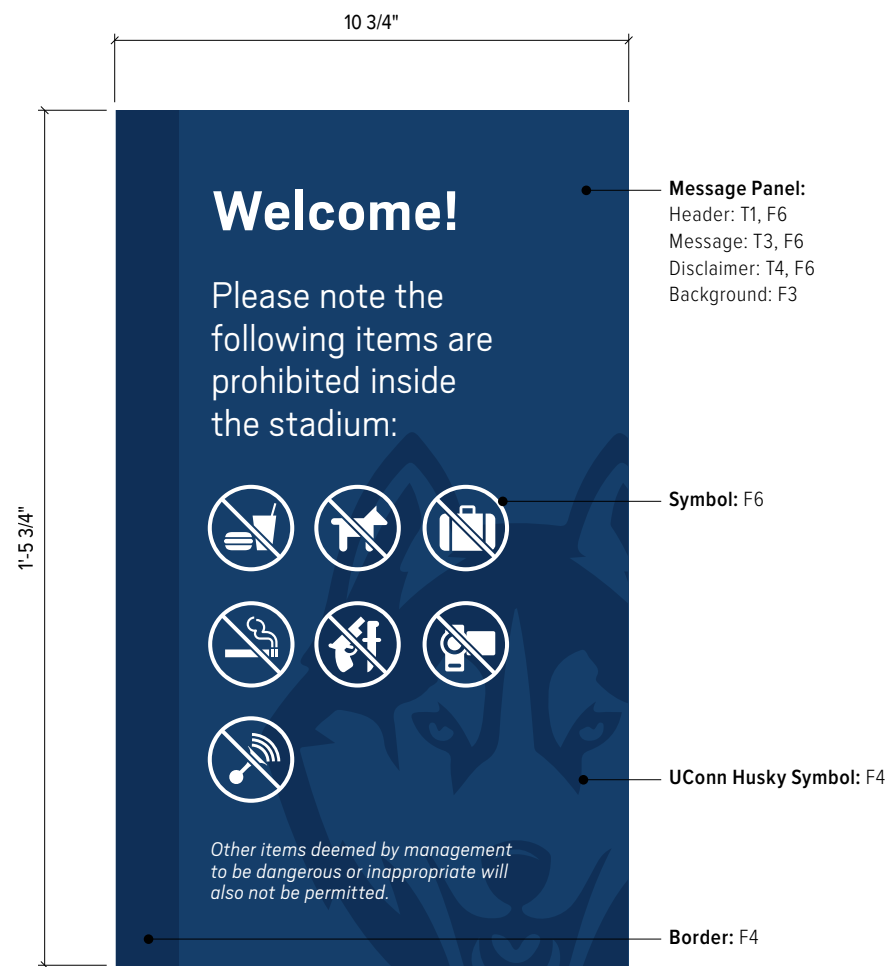 10 3/4"
1'-5 3/4"
Welcome!
Please note the
following items are
prohibited inside
the stadium:
Other items deemed by management
to be dangerous or inappropriate will
also not be permitted.
Message Panel:
Header: T1, F6
Message: T3, F6
Disclaimer: T4, F6
Background: F3
Symbol: F6
UConn Husky Symbol: F4
Border: F4